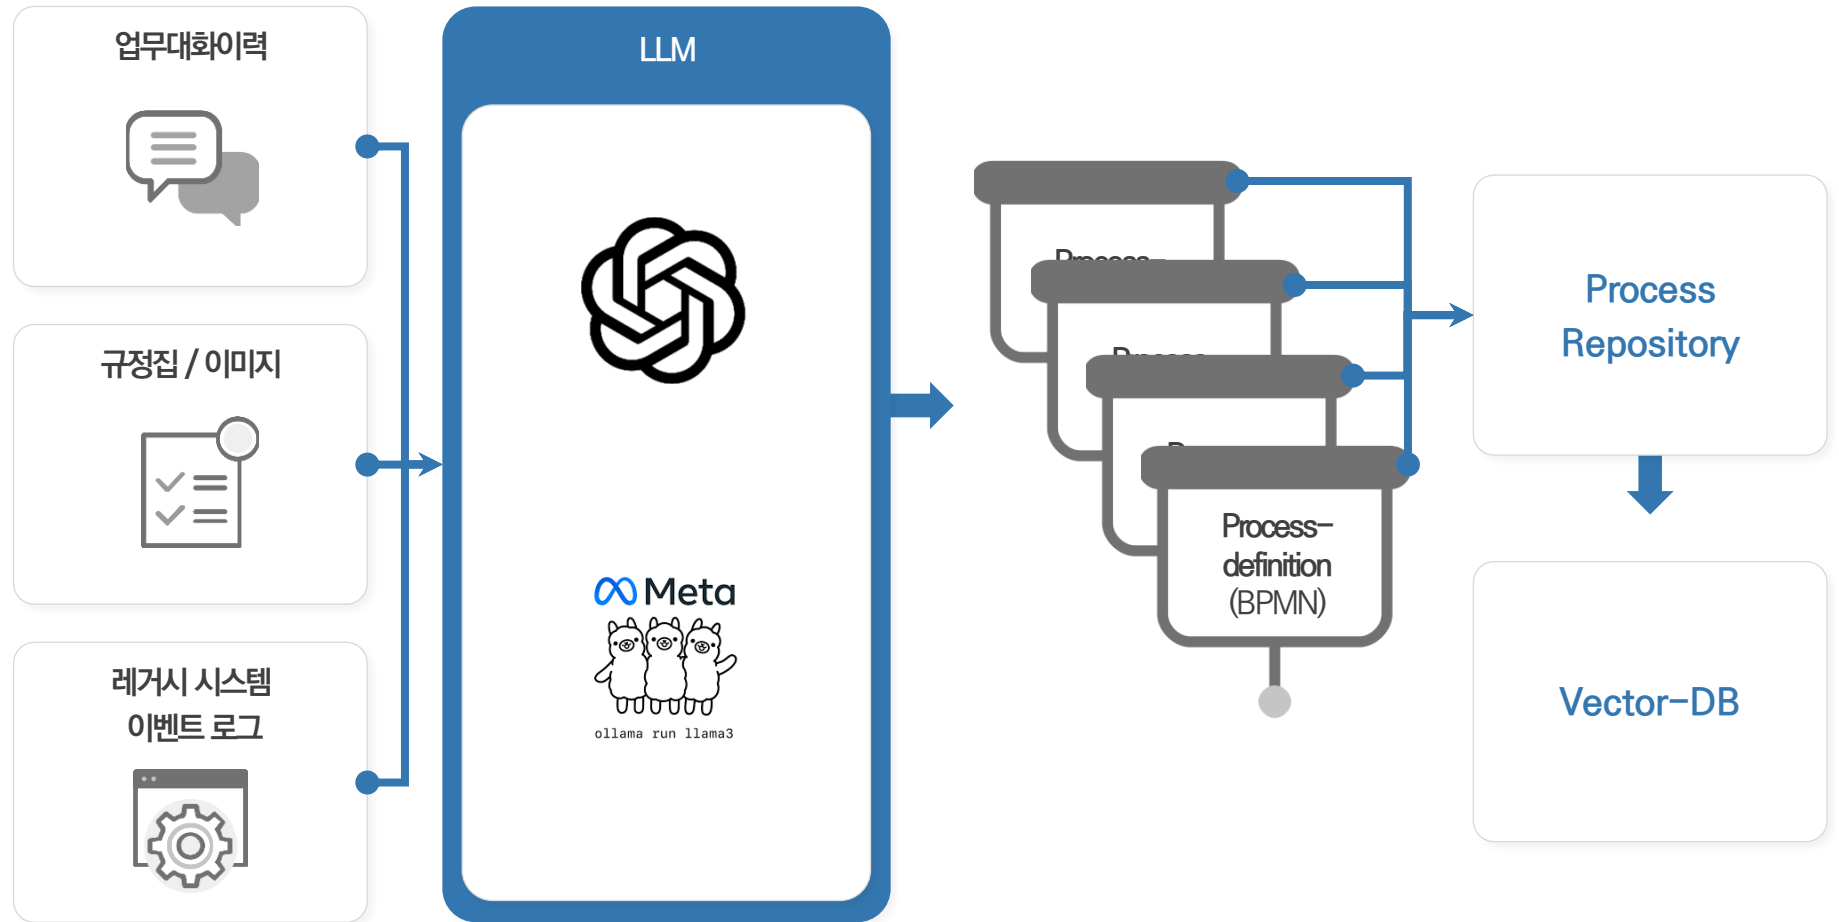 업무대화이력
규정집 / 이미지
레거시 시스템
이벤트 로그
LLM
Meta
ollama run llama3
Process-
Process-
definition
(BPMN)
Process
Repository
Vector-DB